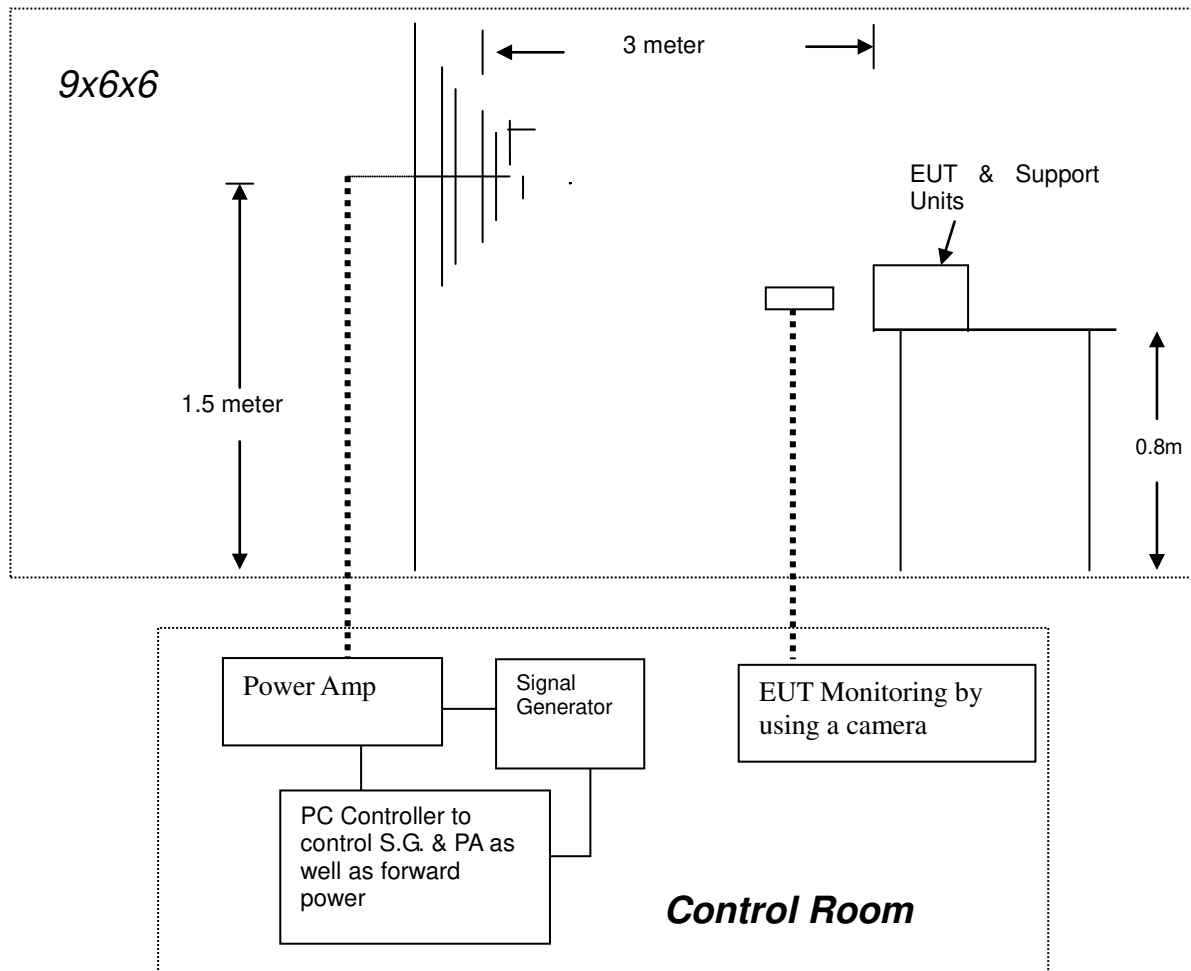 3 meter
9x6x6
EUT & Support
Units
1.5 meter
0.8m
Power Amp
Signal
Generator
EUT Monitoring by
using a camera
PC Controller to
control S.G. & PA as
well as forward
power
Control Room